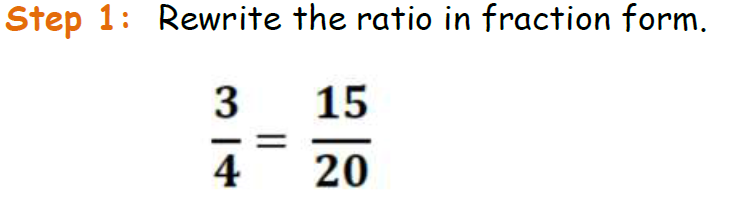 Step 1: Rewrite the ratio in fraction form.
3/4 = 15/20